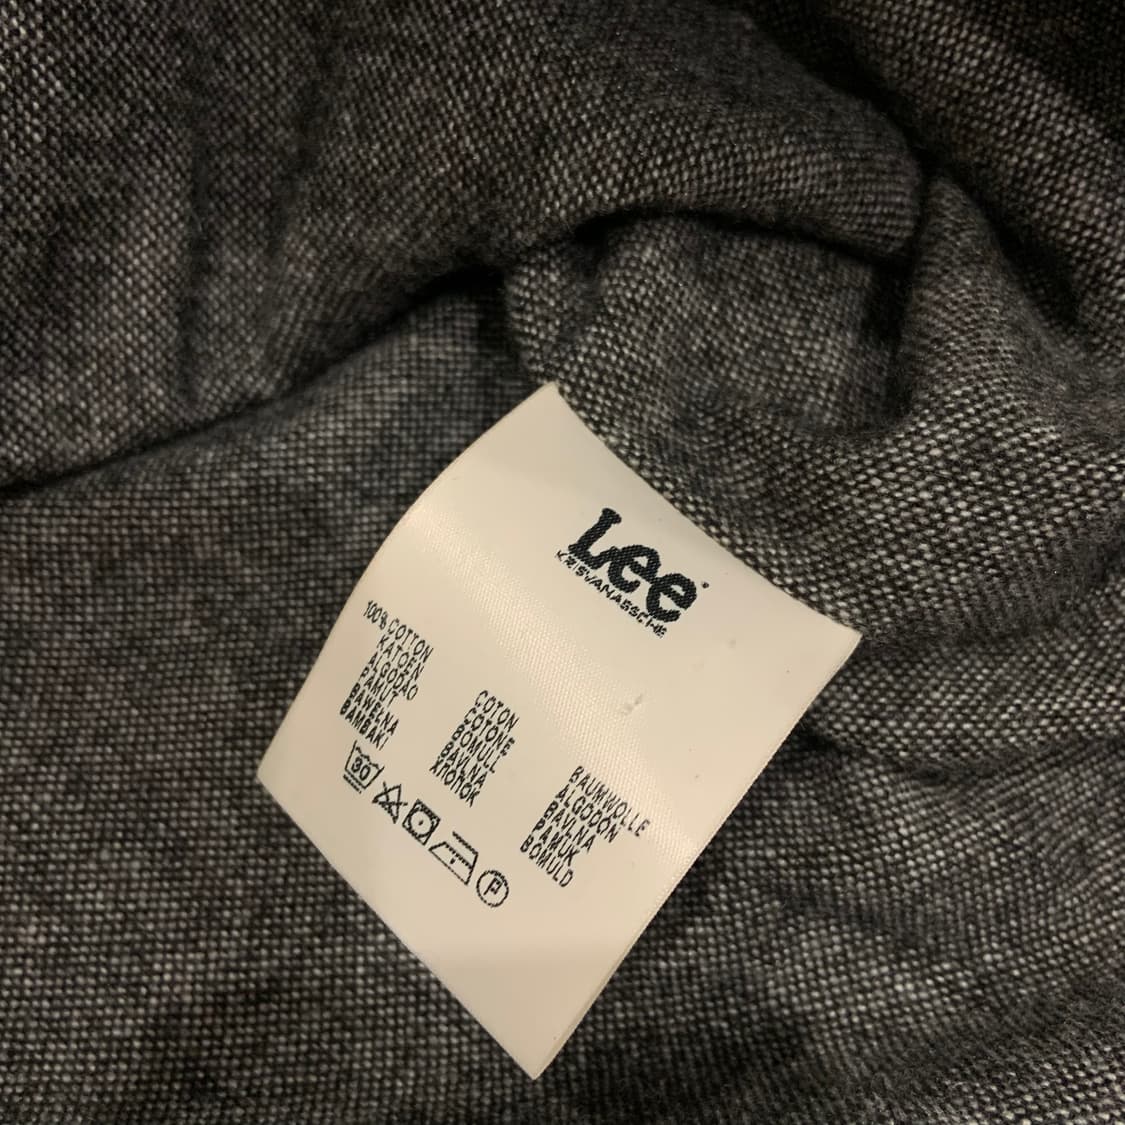 Lee
KRISVANASSCHE
100% COTTON
KATOEN
ALGODAO
PAMUT
BAWEŁNA
BAMBAKI
COTON
COTONE
BOMULL
BAVLNA
ХЛОПОК
BAUMWOLLE
ALGODON
BAVLNA
PAMUK
BOMULD
30
P